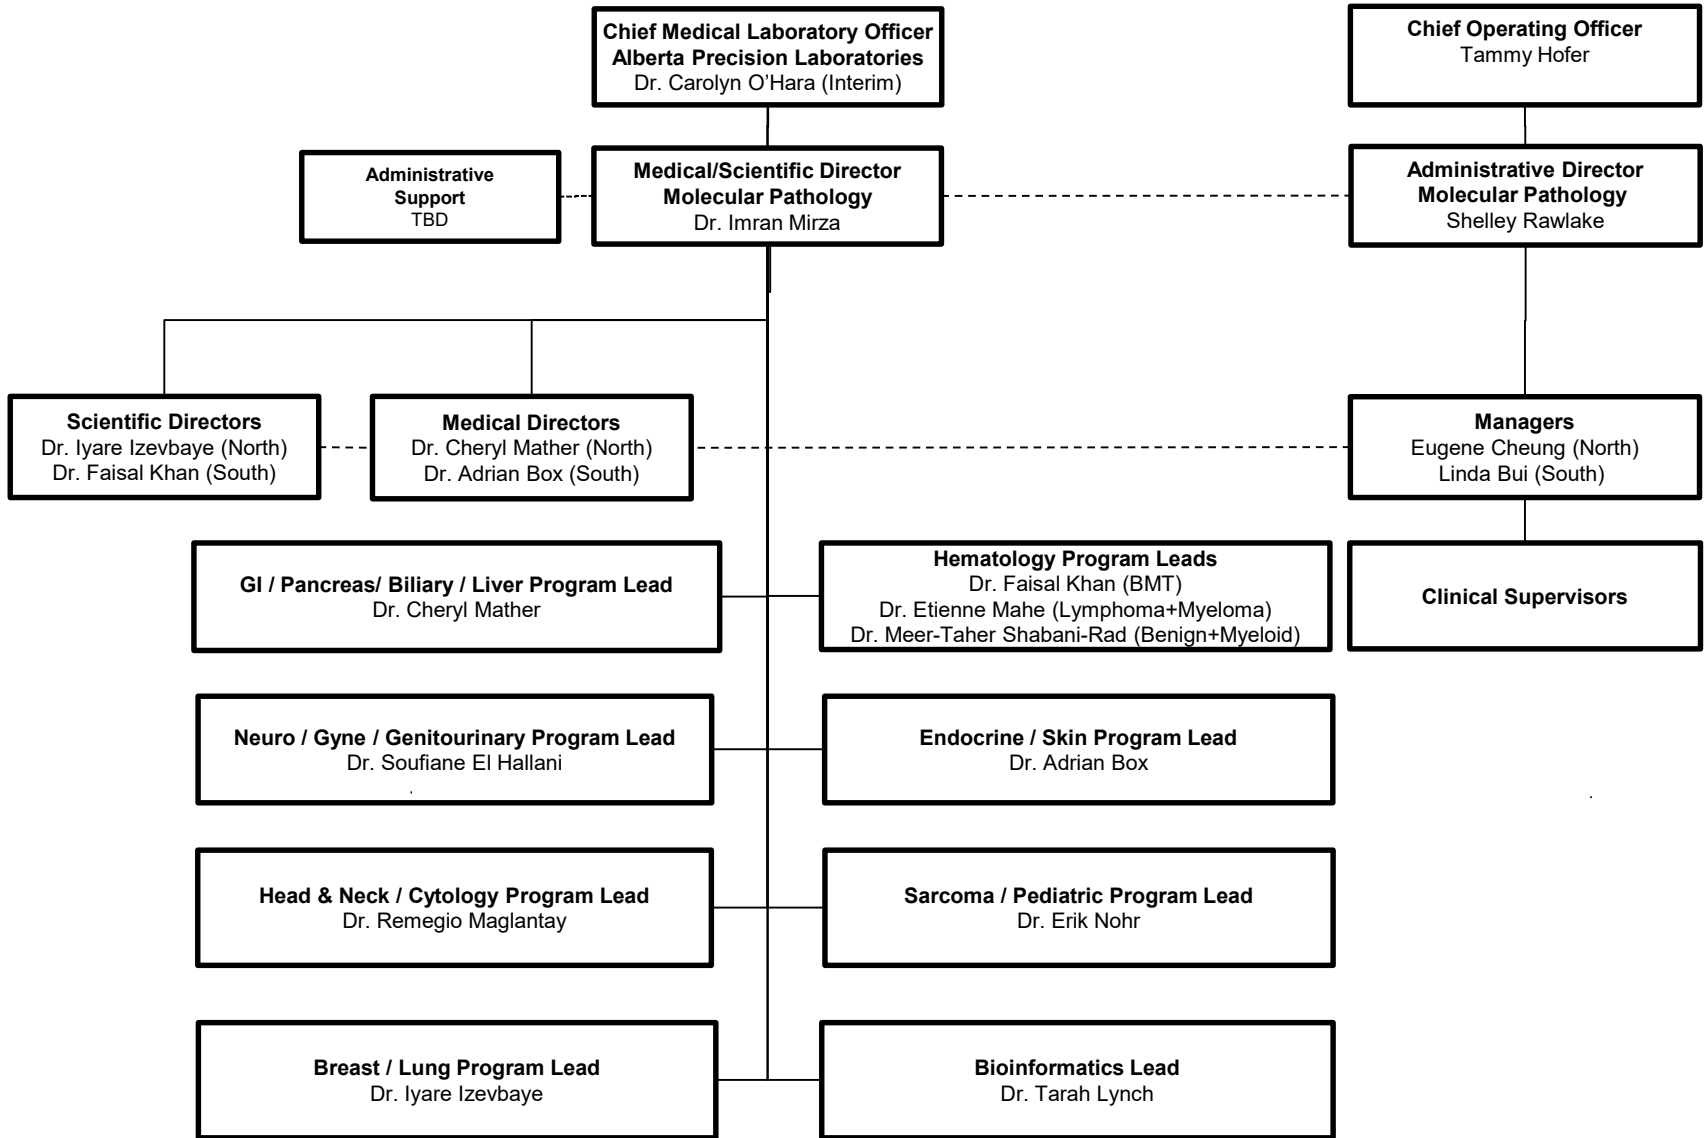 Chief Medical Laboratory Officer
Alberta Precision Laboratories
Dr. Carolyn O’Hara (Interim)
Chief Operating Officer
Tammy Hofer
Administrative
Support
TBD
Medical/Scientific Director
Molecular Pathology
Dr. Imran Mirza
Administrative Director
Molecular Pathology
Shelley Rawlake
Scientific Directors
Dr. Iyare Izevbaye (North)
Dr. Faisal Khan (South)
Medical Directors
Dr. Cheryl Mather (North)
Dr. Adrian Box (South)
Managers
Eugene Cheung (North)
Linda Bui (South)
GI / Pancreas/ Biliary / Liver Program Lead
Dr. Cheryl Mather
Hematology Program Leads
Dr. Faisal Khan (BMT)
Dr. Etienne Mahe (Lymphoma+Myeloma)
Dr. Meer-Taher Shabani-Rad (Benign+Myeloid)
Clinical Supervisors
Neuro / Gyne / Genitourinary Program Lead
Dr. Soufiane El Hallani
Endocrine / Skin Program Lead
Dr. Adrian Box
Head & Neck / Cytology Program Lead
Dr. Remegio Maglantay
Sarcoma / Pediatric Program Lead
Dr. Erik Nohr
Breast / Lung Program Lead
Dr. Iyare Izevbaye
Bioinformatics Lead
Dr. Tarah Lynch